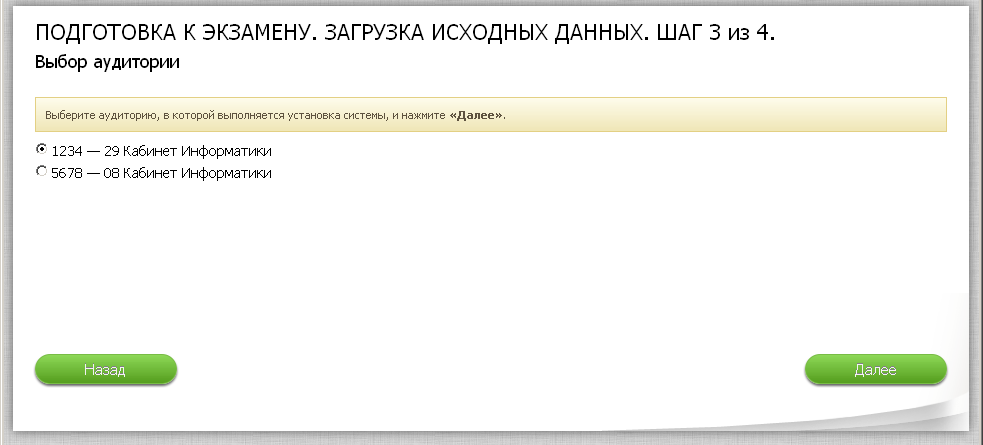 ПОДГОТОВКА К ЭКЗАМЕНУ. ЗАГРУЗКА ИСХОДНЫХ ДАННЫХ. ШАГ 3 из 4.
Выбор аудитории
Выберите аудиторию, в которой выполняется установка системы, и нажмите «Далее».
1234 — 29 Кабинет Информатики
5678 — 08 Кабинет Информатики
Назад
Далее